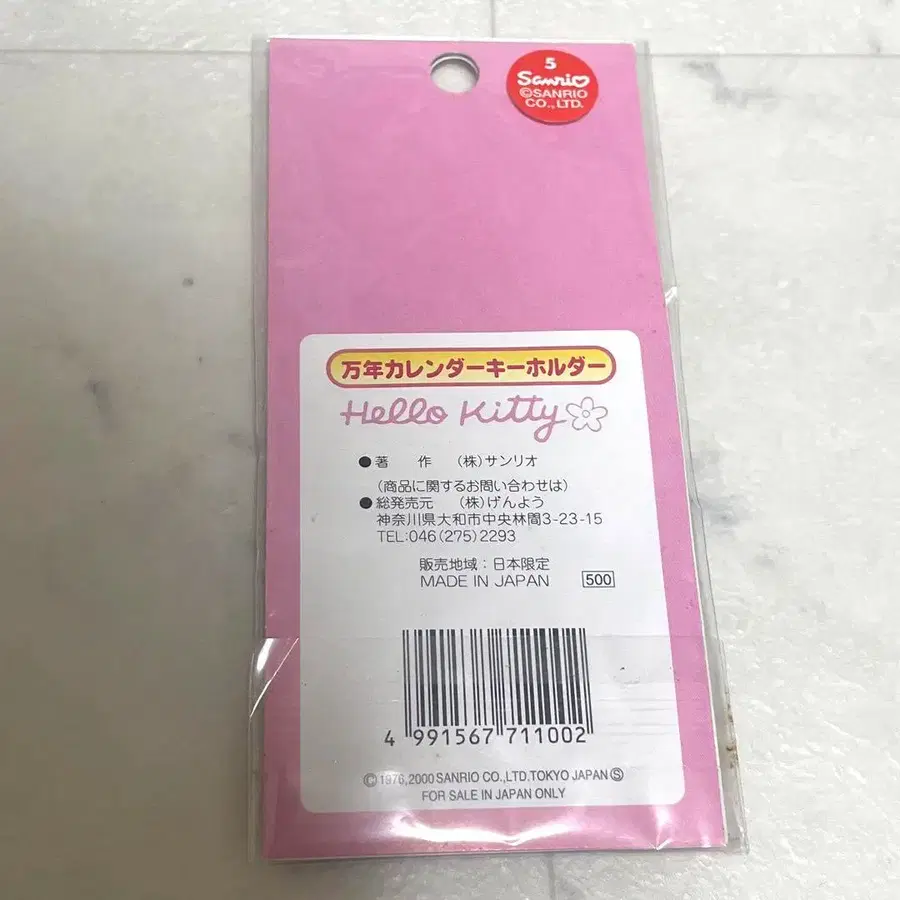 5
Sanrio
©SANRIO
CO.,LTD.
万年カレンダーキーホルダー
Hello Kitty
●著　作　(株)サンリオ
(商品に関するお問い合わせは)
●総発売元　(株)げんよう
神奈川県大和市中央林間3-23-15
TEL:046(275)2293
販売地域：日本限定
MADE IN JAPAN 500
4 991567 711002
©1976,2000 SANRIO CO.,LTD.TOKYO JAPAN Ⓢ
FOR SALE IN JAPAN ONLY